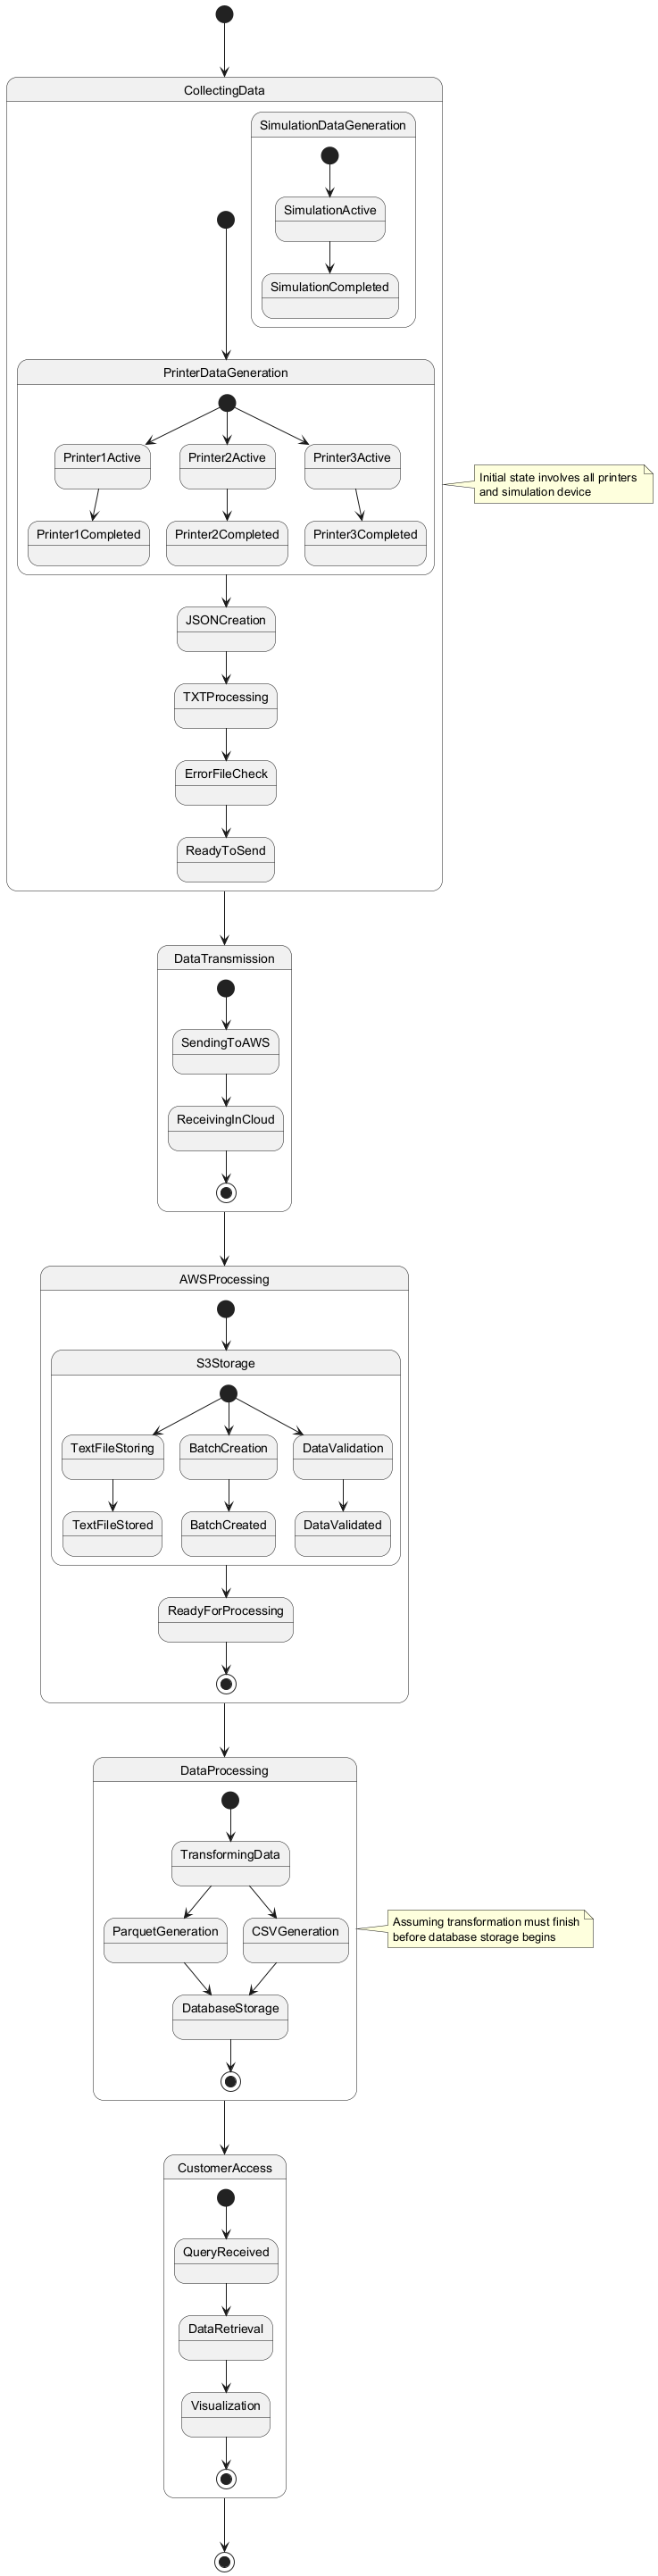 CollectingData
SimulationDataGeneration
SimulationActive
SimulationCompleted
PrinterDataGeneration
Printer1Active
Printer2Active
Printer3Active
Printer1Completed
Printer2Completed
Printer3Completed
Initial state involves all printers
and simulation device
JSONCreation
TXTProcessing
ErrorFileCheck
ReadyToSend
DataTransmission
SendingToAWS
ReceivingInCloud
AWSProcessing
S3Storage
TextFileStoring
BatchCreation
DataValidation
TextFileStored
BatchCreated
DataValidated
ReadyForProcessing
DataProcessing
TransformingData
ParquetGeneration
CSVGeneration
Assuming transformation must finish
before database storage begins
DatabaseStorage
CustomerAccess
QueryReceived
DataRetrieval
Visualization